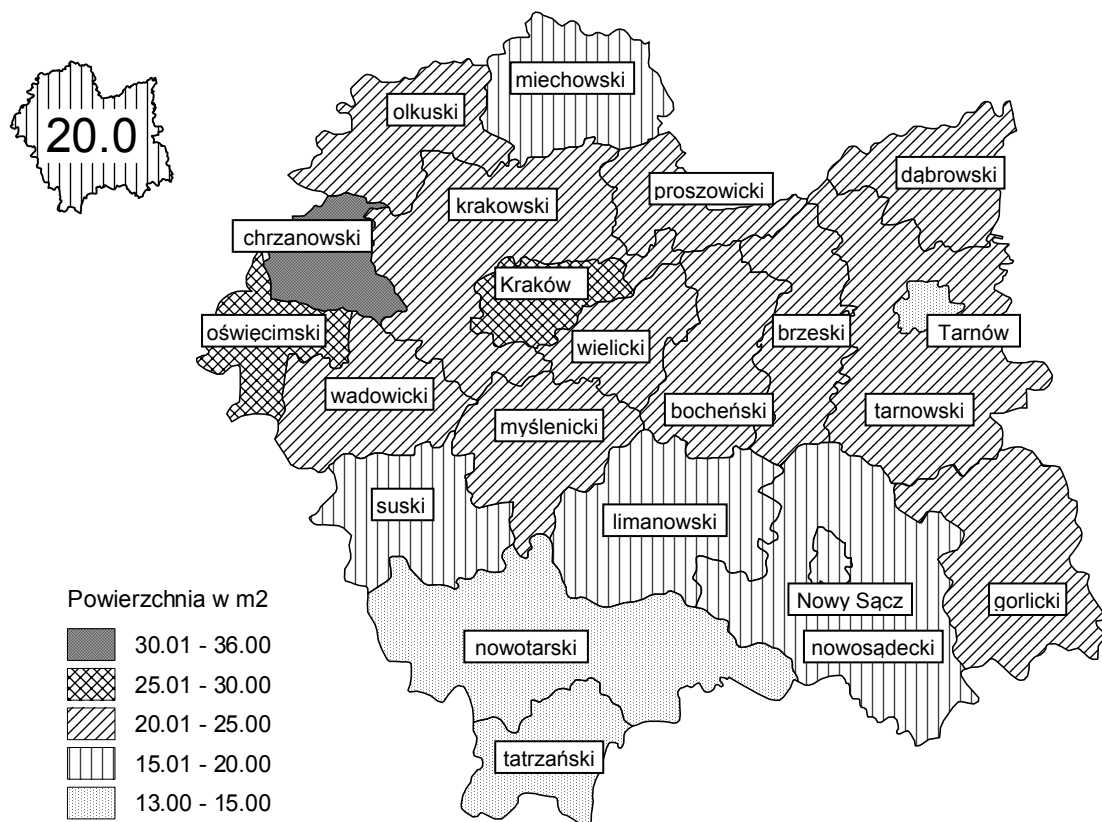 miechowski
olkuski
20.0
dąbrowski
proszowicki
krakowski
chrzanowski
Kraków
oświęcimski
wielicki
brzeski
Tarnów
wadowicki
bocheński
tarnowski
myślenicki
suski
limanowski
Powierzchnia w m2
30.01 - 36.00
25.01 - 30.00
20.01 - 25.00
15.01 - 20.00
13.00 - 15.00
Nowy Sącz
gorlicki
nowotarski
nowosądecki
tatrzański